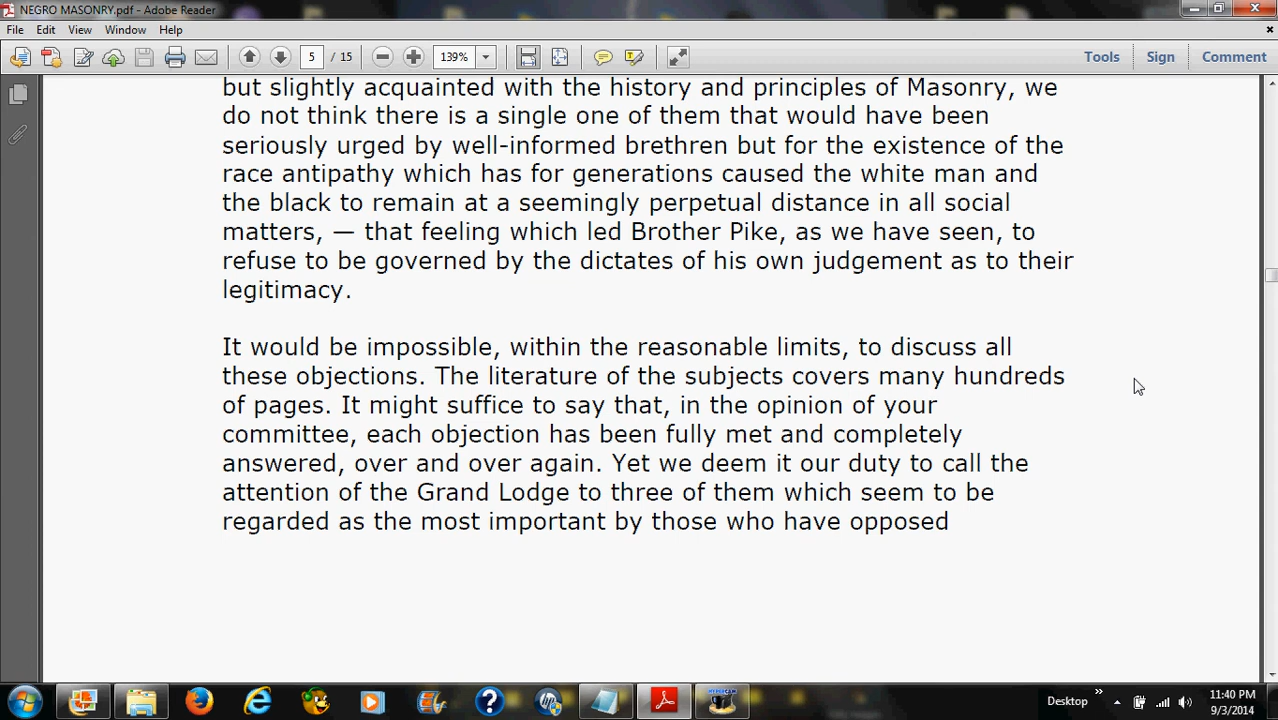 NEGRO MASONRY.pdf - Adobe Reader
File Edit View Window Help
5 / 15 139% Tools Sign Comment
but slightly acquainted with the history and principles of Masonry, we
do not think there is a single one of them that would have been
seriously urged by well-informed brethren but for the existence of the
race antipathy which has for generations caused the white man and
the black to remain at a seemingly perpetual distance in all social
matters, — that feeling which led Brother Pike, as we have seen, to
refuse to be governed by the dictates of his own judgement as to their
legitimacy.
It would be impossible, within the reasonable limits, to discuss all
these objections. The literature of the subjects covers many hundreds
of pages. It might suffice to say that, in the opinion of your
committee, each objection has been fully met and completely
answered, over and over again. Yet we deem it our duty to call the
attention of the Grand Lodge to three of them which seem to be
regarded as the most important by those who have opposed
Desktop
11:40 PM
9/3/2014